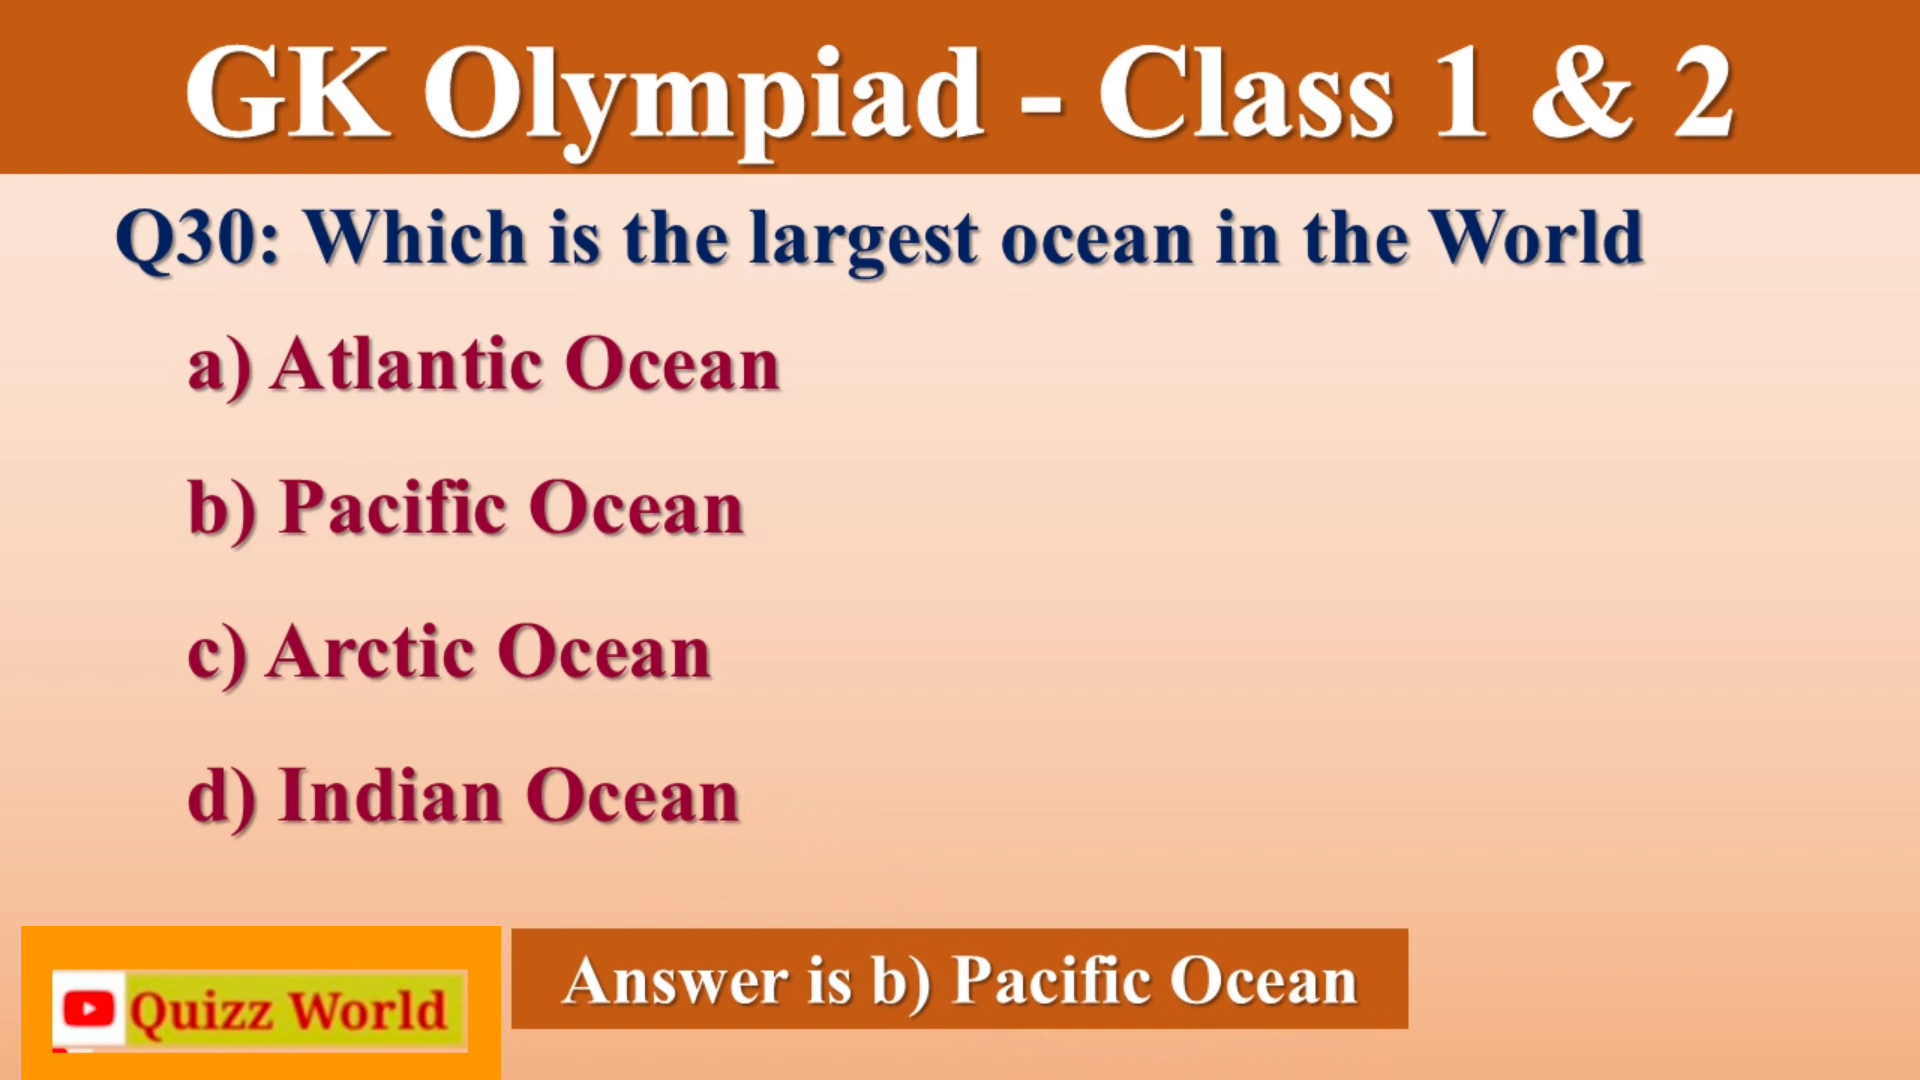 GK Olympiad - Class 1 & 2
Q30: Which is the largest ocean in the World
a) Atlantic Ocean
b) Pacific Ocean
c) Arctic Ocean
d) Indian Ocean
Quizz World
Answer is b) Pacific Ocean